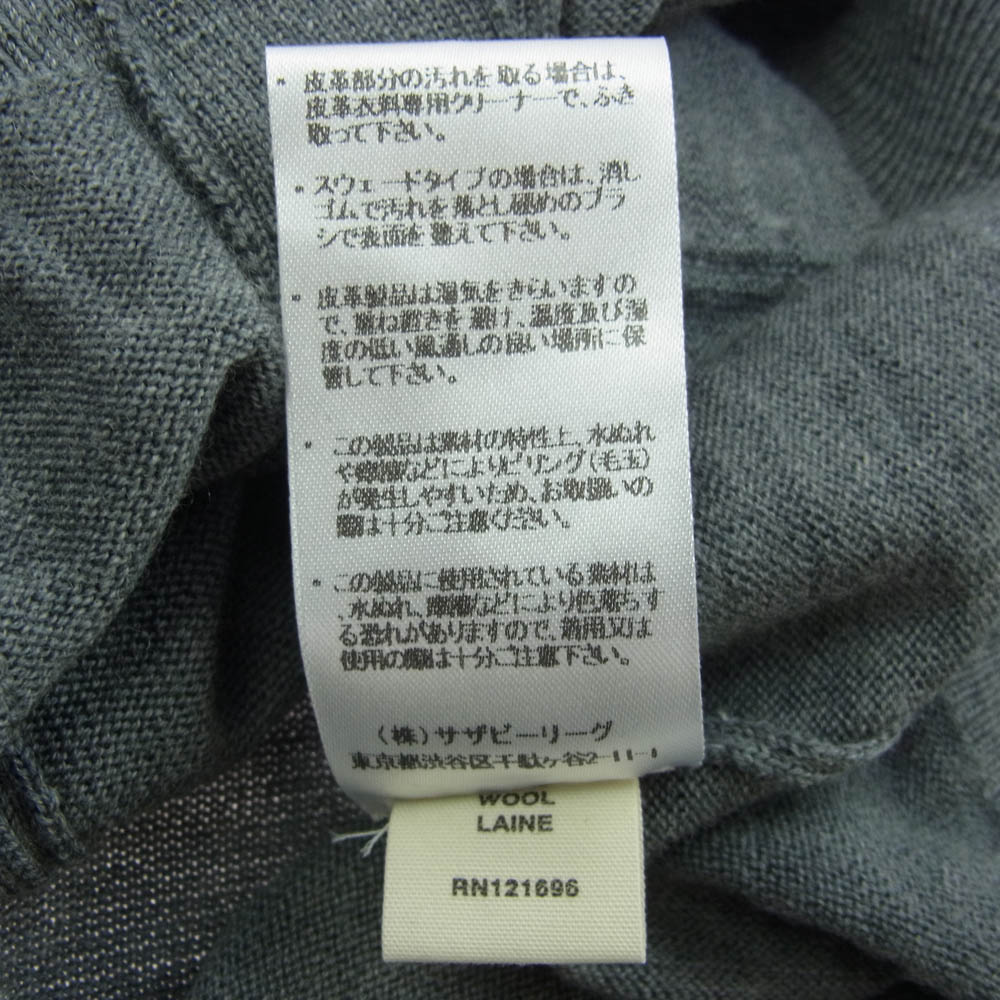 ・ 皮革部分の汚れを取る場合は、
皮革衣料専用クリーナーで、ふき
取って下さい。
・スウェードタイプの場合は、消し
ゴムで汚れを落とし硬めのブラ
シで表面を整えて下さい。
・ 皮革製品は湿気をきらいますの
で、重ね置きを避け、温度及び湿
度の低い風通しの良い場所に保
管して下さい。
・ この製品は素材の特性上、水ぬれ
や摩擦などによりピリング(毛玉)
が発生しやすいため、お取扱いの
際は十分ご注意ください。
・ この製品に使用されている素材は
、水ぬれ、摩擦などにより色落ちす
る恐れがありますので、着用又は
使用の際は十分にご注意下さい。
(株)サザビーリーグ
東京都渋谷区千駄ヶ谷2-11-1
WOOL
LAINE
RN121696